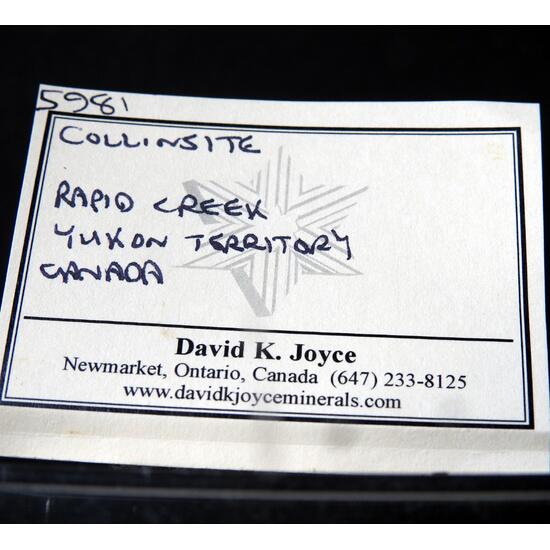 5981
COLLINSITE
RAPID CREEK
YUKON TERRITORY
CANADA
David K. Joyce
Newmarket, Ontario, Canada (647) 233-8125
www.davidkjoyceminerals.com